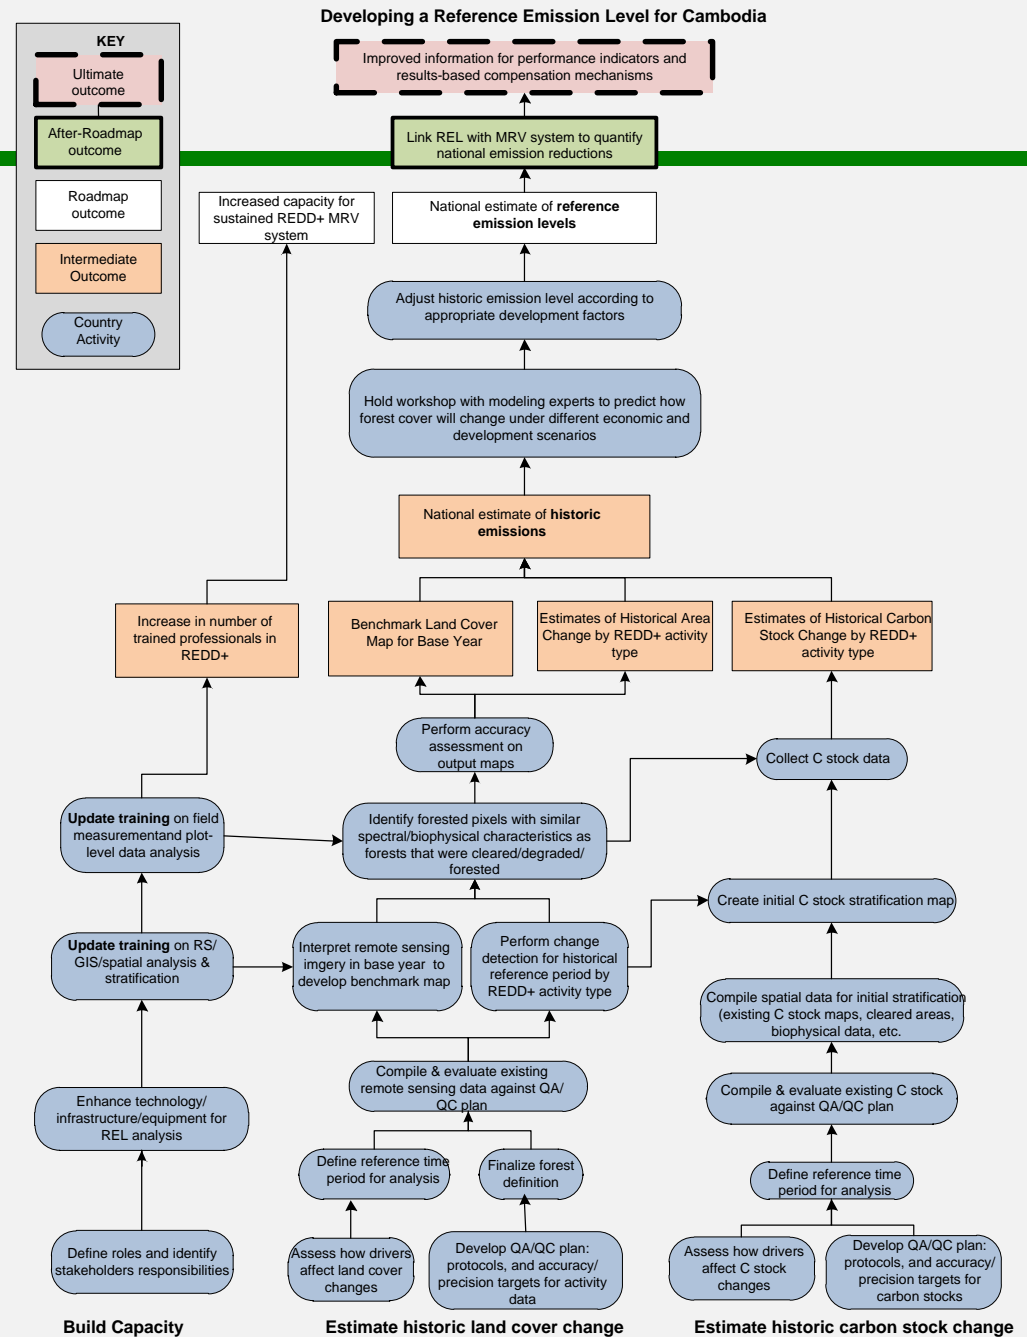 Developing a Reference Emission Level for Cambodia
KEY
Ultimate
outcome
After-Roadmap
outcome
Roadmap
outcome
Intermediate
Outcome
Country
Activity
Improved information for performance indicators and
results-based compensation mechanisms
Link REL with MRV system to quantify
national emission reductions
Increased capacity for
sustained REDD+ MRV
system
National estimate of reference
emission levels
Adjust historic emission level according to
appropriate development factors
Hold workshop with modeling experts to predict how
forest cover will change under different economic and
development scenarios
National estimate of historic
emissions
Increase in number of
trained professionals in
REDD+
Benchmark Land Cover
Map for Base Year
Estimates of Historical Area
Change by REDD+ activity
type
Estimates of Historical Carbon
Stock Change by REDD+
activity type
Perform accuracy
assessment on
output maps
Collect C stock data
Update training on field
measurementand plot-
level data analysis
Identify forested pixels with similar
spectral/biophysical characteristics as
forests that were cleared/degraded/
forested
Create initial C stock stratification map
Update training on RS/
GIS/spatial analysis &
stratification
Interpret remote sensing
imgery in base year to
develop benchmark map
Perform change
detection for historical
reference period by
REDD+ activity type
Compile spatial data for initial stratification
(existing C stock maps, cleared areas,
biophysical data, etc.
Enhance technology/
infrastructure/equipment for
REL analysis
Compile & evaluate existing
remote sensing data against QA/
QC plan
Compile & evaluate existing C stock
against QA/QC plan
Define reference time
period for analysis
Finalize forest
definition
Define reference time
period for analysis
Define roles and identify
stakeholders responsibilities
Assess how drivers
affect land cover
changes
Develop QA/QC plan:
protocols, and accuracy/
precision targets for activity
data
Assess how drivers
affect C stock
changes
Develop QA/QC plan:
protocols, and accuracy/
precision targets for
carbon stocks
Build Capacity
Estimate historic land cover change
Estimate historic carbon stock change